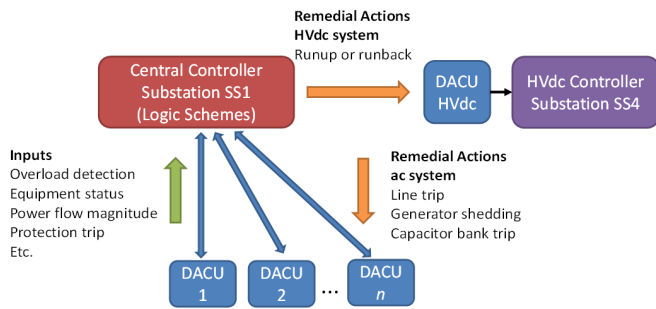 Remedial Actions
HVdc system
Runup or runback
Central Controller
Substation SS1
(Logic Schemes)
DACU
HVdc
HVdc Controller
Substation SS4
Inputs
Overload detection
Equipment status
Power flow magnitude
Protection trip
Etc.
Remedial Actions
ac system
Line trip
Generator shedding
Capacitor bank trip
DACU
1
DACU
2
...
DACU
n